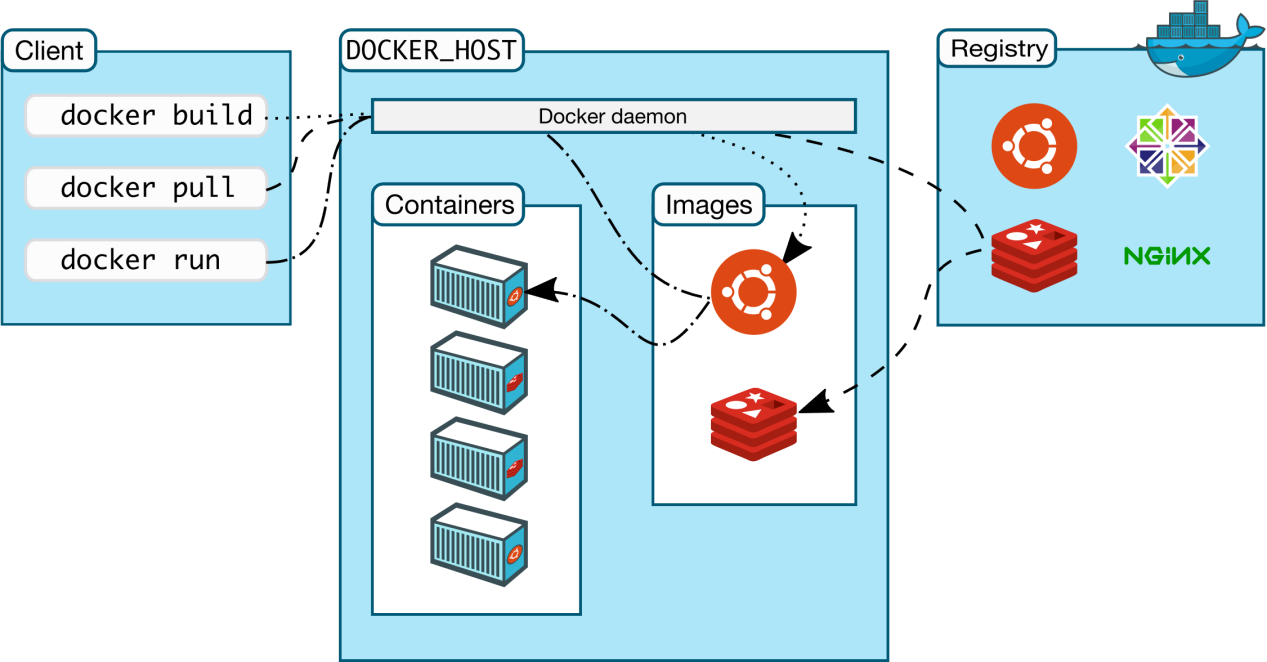 Client
docker build
docker pull
docker run
DOCKER_HOST
Docker daemon
Containers
Images
Registry
NGiNX